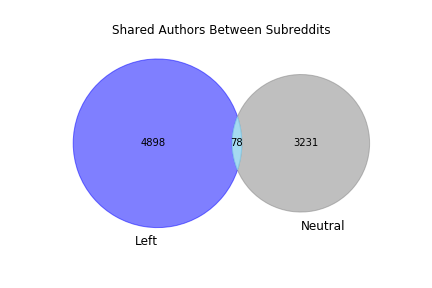 Shared Authors Between Subreddits
4898
78
3231
Left
Neutral